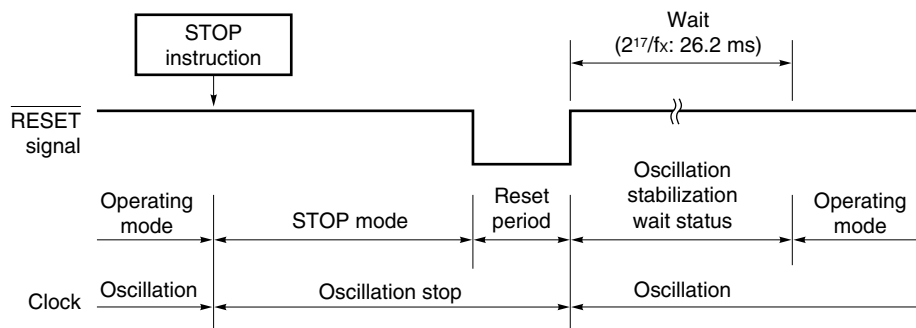 STOP
instruction
Wait
(2¹⁷/fx: 26.2 ms)
RESET
signal
Operating
mode
STOP mode
Reset
period
Oscillation
stabilization
wait status
Operating
mode
Clock
Oscillation
Oscillation stop
Oscillation